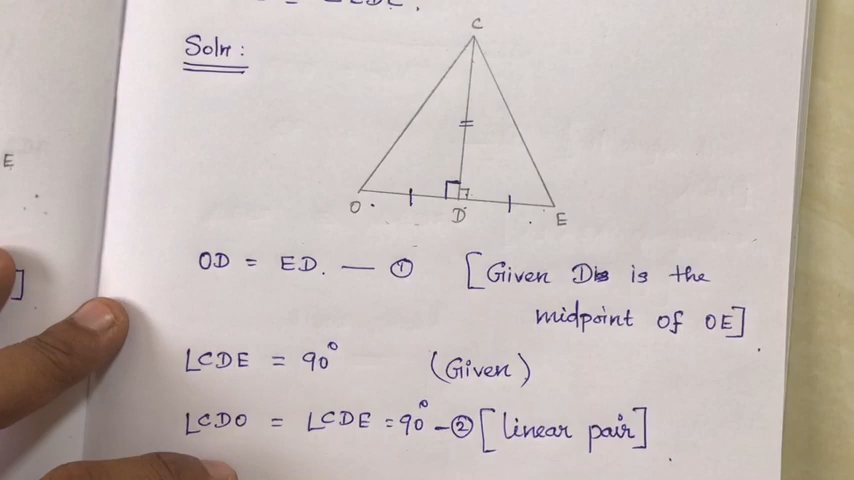 Soln:
C
O D E
E
OD = ED. — ① [Given D is the
midpoint of OE]
]
∠CDE = 90° (Given)
∠CDO = ∠CDE = 90° – ② [linear pair]